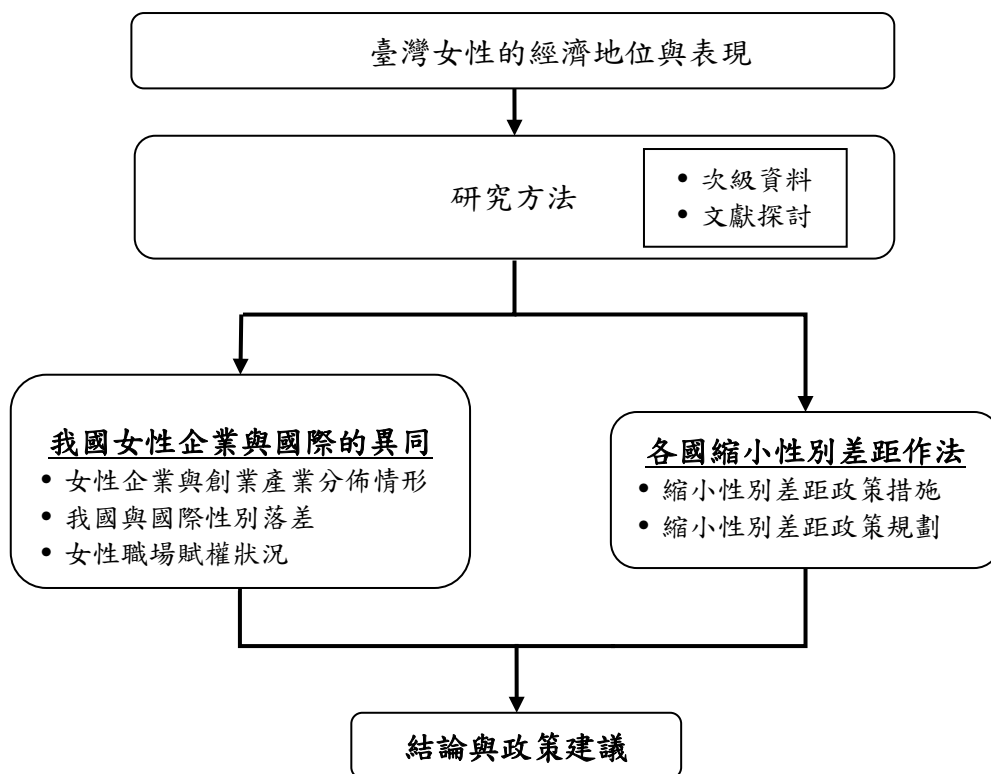 臺灣女性的經濟地位與表現
研究方法
• 次級資料
• 文獻探討
我國女性企業與國際的異同
• 女性企業與創業產業分佈情形
• 我國與國際性別落差
• 女性職場賦權狀況
各國縮小性別差距作法
• 縮小性別差距政策措施
• 縮小性別差距政策規劃
結論與政策建議